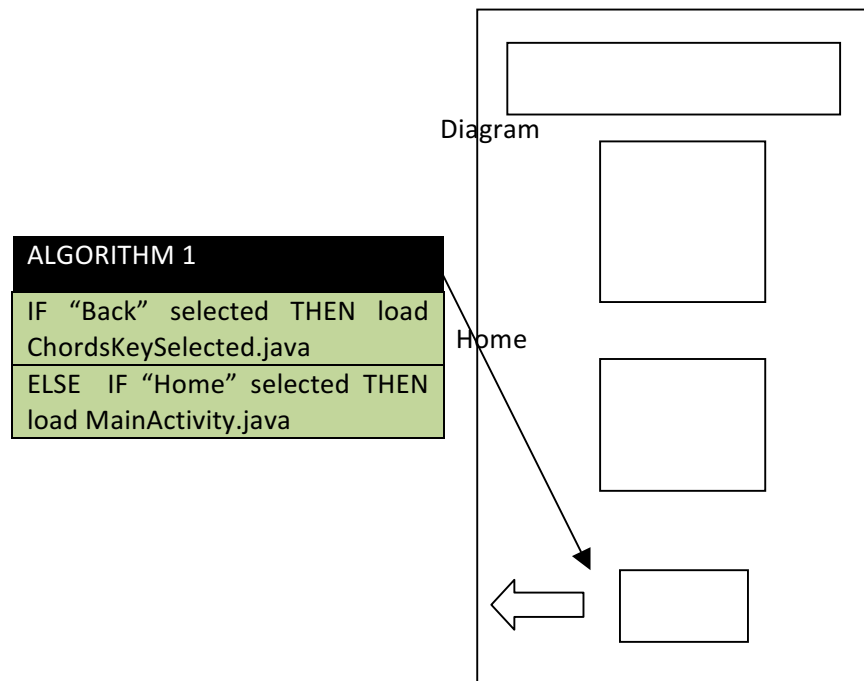 Diagram
ALGORITHM 1
IF “Back” selected THEN load
ChordsKeySelected.java
ELSE IF “Home” selected THEN
load MainActivity.java
Home